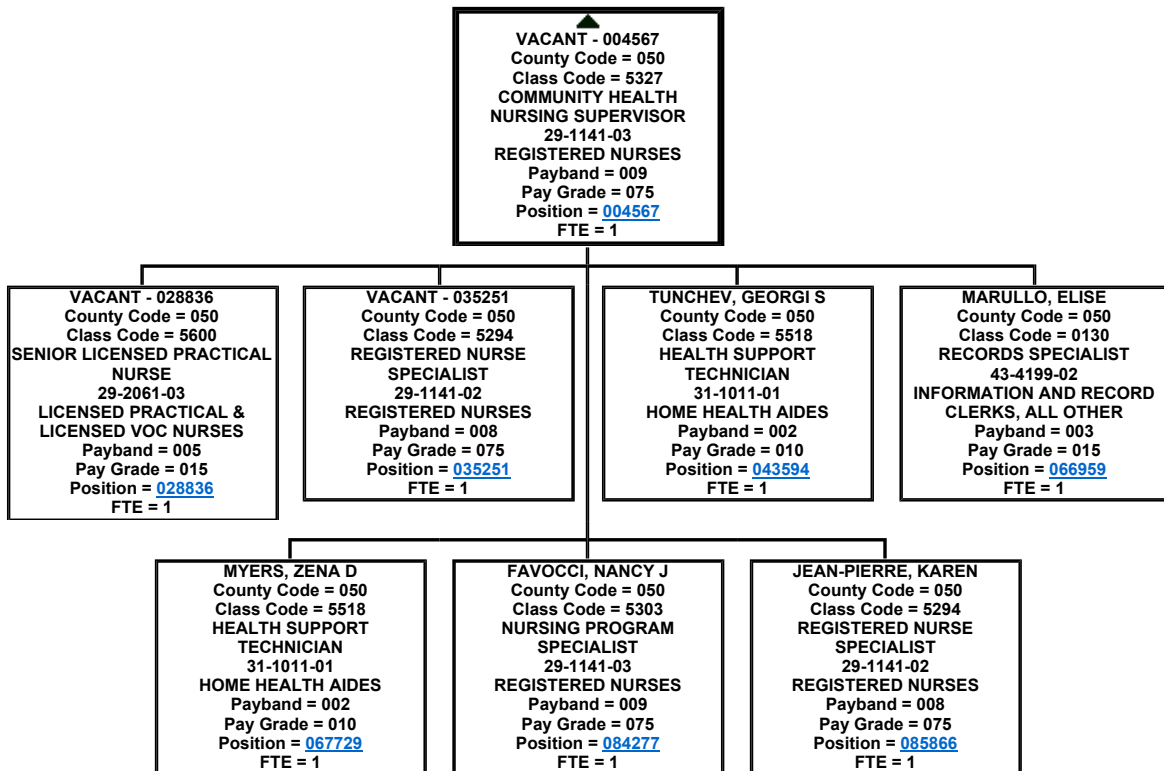 VACANT - 004567
County Code = 050
Class Code = 5327
COMMUNITY HEALTH
NURSING SUPERVISOR
29-1141-03
REGISTERED NURSES
Payband = 009
Pay Grade = 075
Position = 004567
FTE = 1
VACANT - 028836
County Code = 050
Class Code = 5600
SENIOR LICENSED PRACTICAL
NURSE
29-2061-03
LICENSED PRACTICAL &
LICENSED VOC NURSES
Payband = 005
Pay Grade = 015
Position = 028836
FTE = 1
VACANT - 035251
County Code = 050
Class Code = 5294
REGISTERED NURSE
SPECIALIST
29-1141-02
REGISTERED NURSES
Payband = 008
Pay Grade = 075
Position = 035251
FTE = 1
TUNCHEV, GEORGI S
County Code = 050
Class Code = 5518
HEALTH SUPPORT
TECHNICIAN
31-1011-01
HOME HEALTH AIDES
Payband = 002
Pay Grade = 010
Position = 043594
FTE = 1
MARULLO, ELISE
County Code = 050
Class Code = 0130
RECORDS SPECIALIST
43-4199-02
INFORMATION AND RECORD
CLERKS, ALL OTHER
Payband = 003
Pay Grade = 015
Position = 066959
FTE = 1
MYERS, ZENA D
County Code = 050
Class Code = 5518
HEALTH SUPPORT
TECHNICIAN
31-1011-01
HOME HEALTH AIDES
Payband = 002
Pay Grade = 010
Position = 067729
FTE = 1
FAVOCCI, NANCY J
County Code = 050
Class Code = 5303
NURSING PROGRAM
SPECIALIST
29-1141-03
REGISTERED NURSES
Payband = 009
Pay Grade = 075
Position = 084277
FTE = 1
JEAN-PIERRE, KAREN
County Code = 050
Class Code = 5294
REGISTERED NURSE
SPECIALIST
29-1141-02
REGISTERED NURSES
Payband = 008
Pay Grade = 075
Position = 085866
FTE = 1